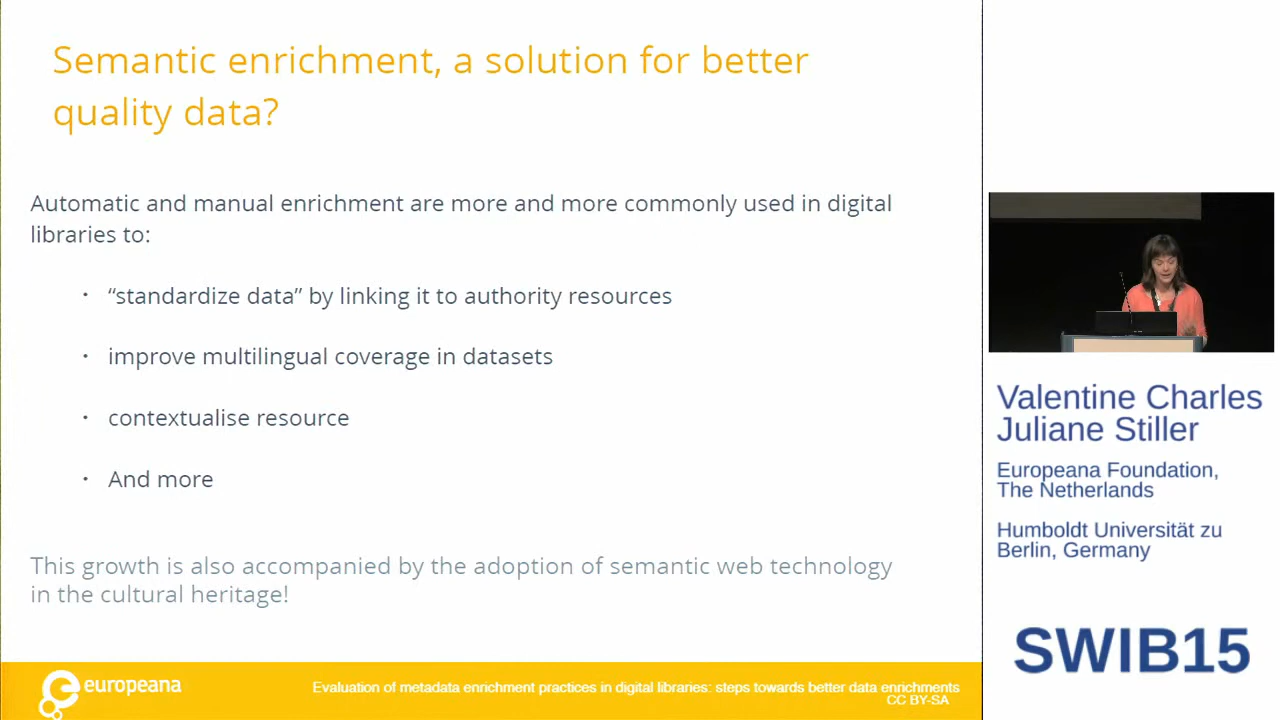 Semantic enrichment, a solution for better
quality data?
Automatic and manual enrichment are more and more commonly used in digital
libraries to:
· “standardize data” by linking it to authority resources
· improve multilingual coverage in datasets
· contextualise resource
· And more
This growth is also accompanied by the adoption of semantic web technology
in the cultural heritage!
europeana
Evaluation of metadata enrichment practices in digital libraries: steps towards better data enrichments
CC BY-SA
Valentine Charles
Juliane Stiller
Europeana Foundation,
The Netherlands
Humboldt Universität zu
Berlin, Germany
SWIB15